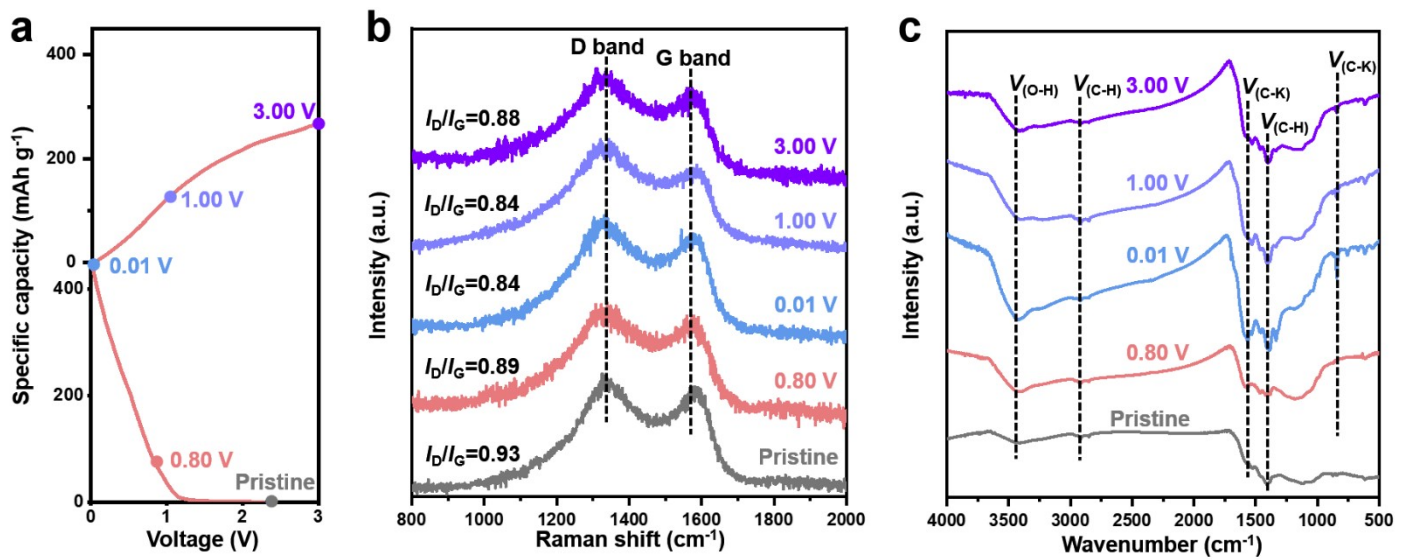 a
Specific capacity (mAh g⁻¹)
400
200
0
400
200
0
3.00 V
1.00 V
0.01 V
0.80 V
Pristine
0 1 2 3
Voltage (V)
b
Intensity (a.u.)
D band
G band
I_D/I_G=0.88
3.00 V
I_D/I_G=0.84
1.00 V
I_D/I_G=0.84
0.01 V
I_D/I_G=0.89
0.80 V
I_D/I_G=0.93
Pristine
800 1000 1200 1400 1600 1800 2000
Raman shift (cm⁻¹)
c
Intensity (a.u.)
V(O-H)
V(C-H)
3.00 V
V(C-K)
V(C-H)
V(C-K)
1.00 V
0.01 V
0.80 V
Pristine
4000 3500 3000 2500 2000 1500 1000 500
Wavenumber (cm⁻¹)